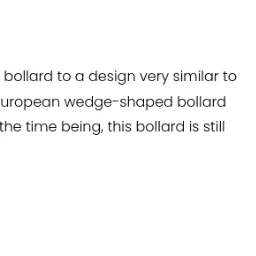 bollard to a design very similar to
uropean wedge-shaped bollard
the time being, this bollard is still